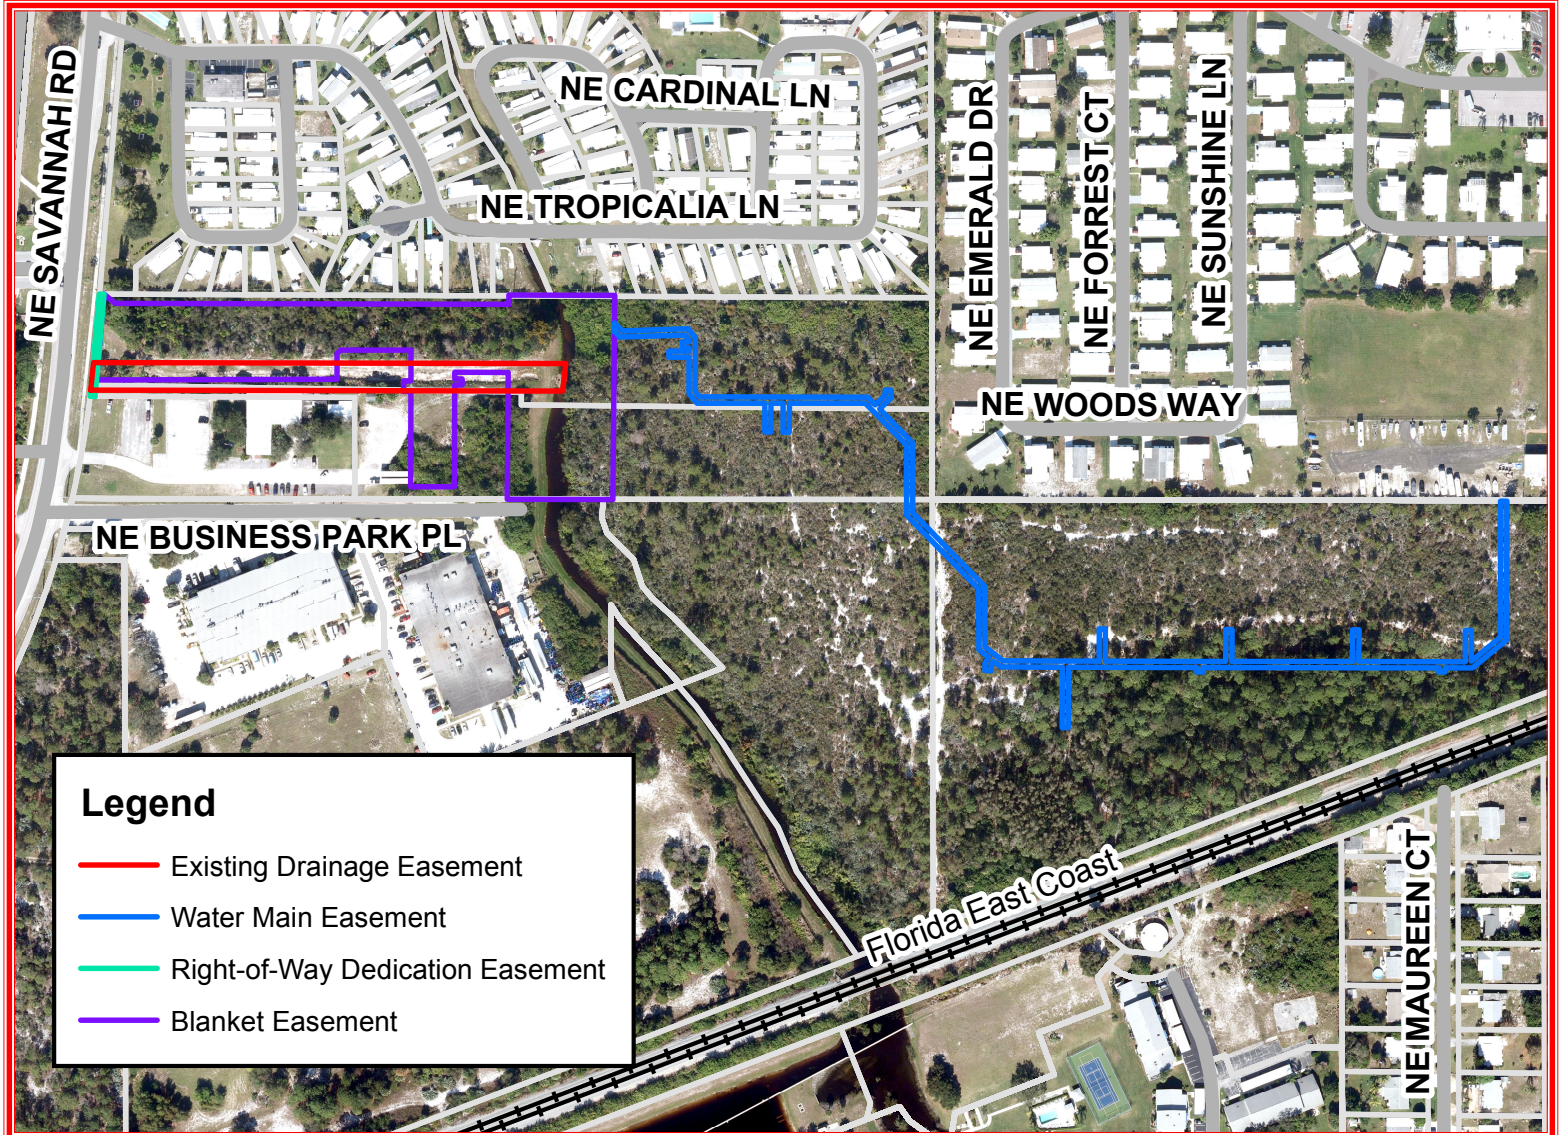 NE SAVANNAH RD
NE CARDINAL LN
NE TROPICALIA LN
NE EMERALD DR
NE FORREST CT
NE SUNSHINE LN
NE WOODS WAY
NE BUSINESS PARK PL
Florida East Coast
NE MAUREEN CT
Legend
Existing Drainage Easement
Water Main Easement
Right-of-Way Dedication Easement
Blanket Easement